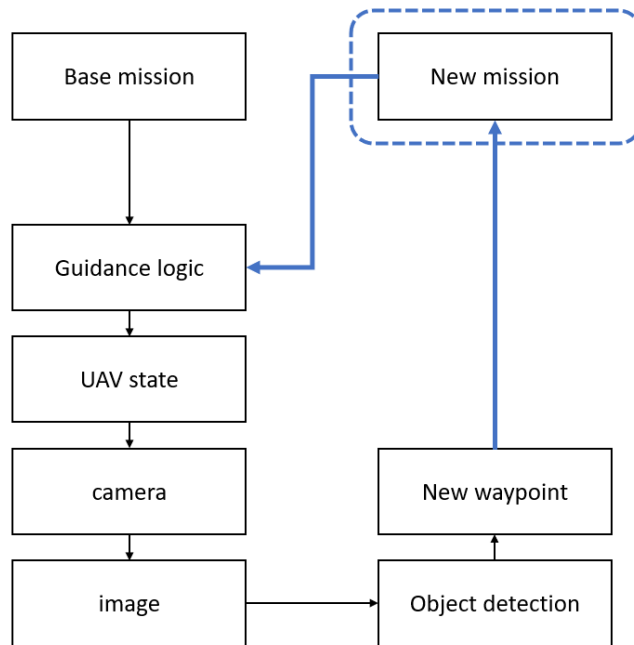 Base mission
New mission
Guidance logic
UAV state
camera
New waypoint
image
Object detection